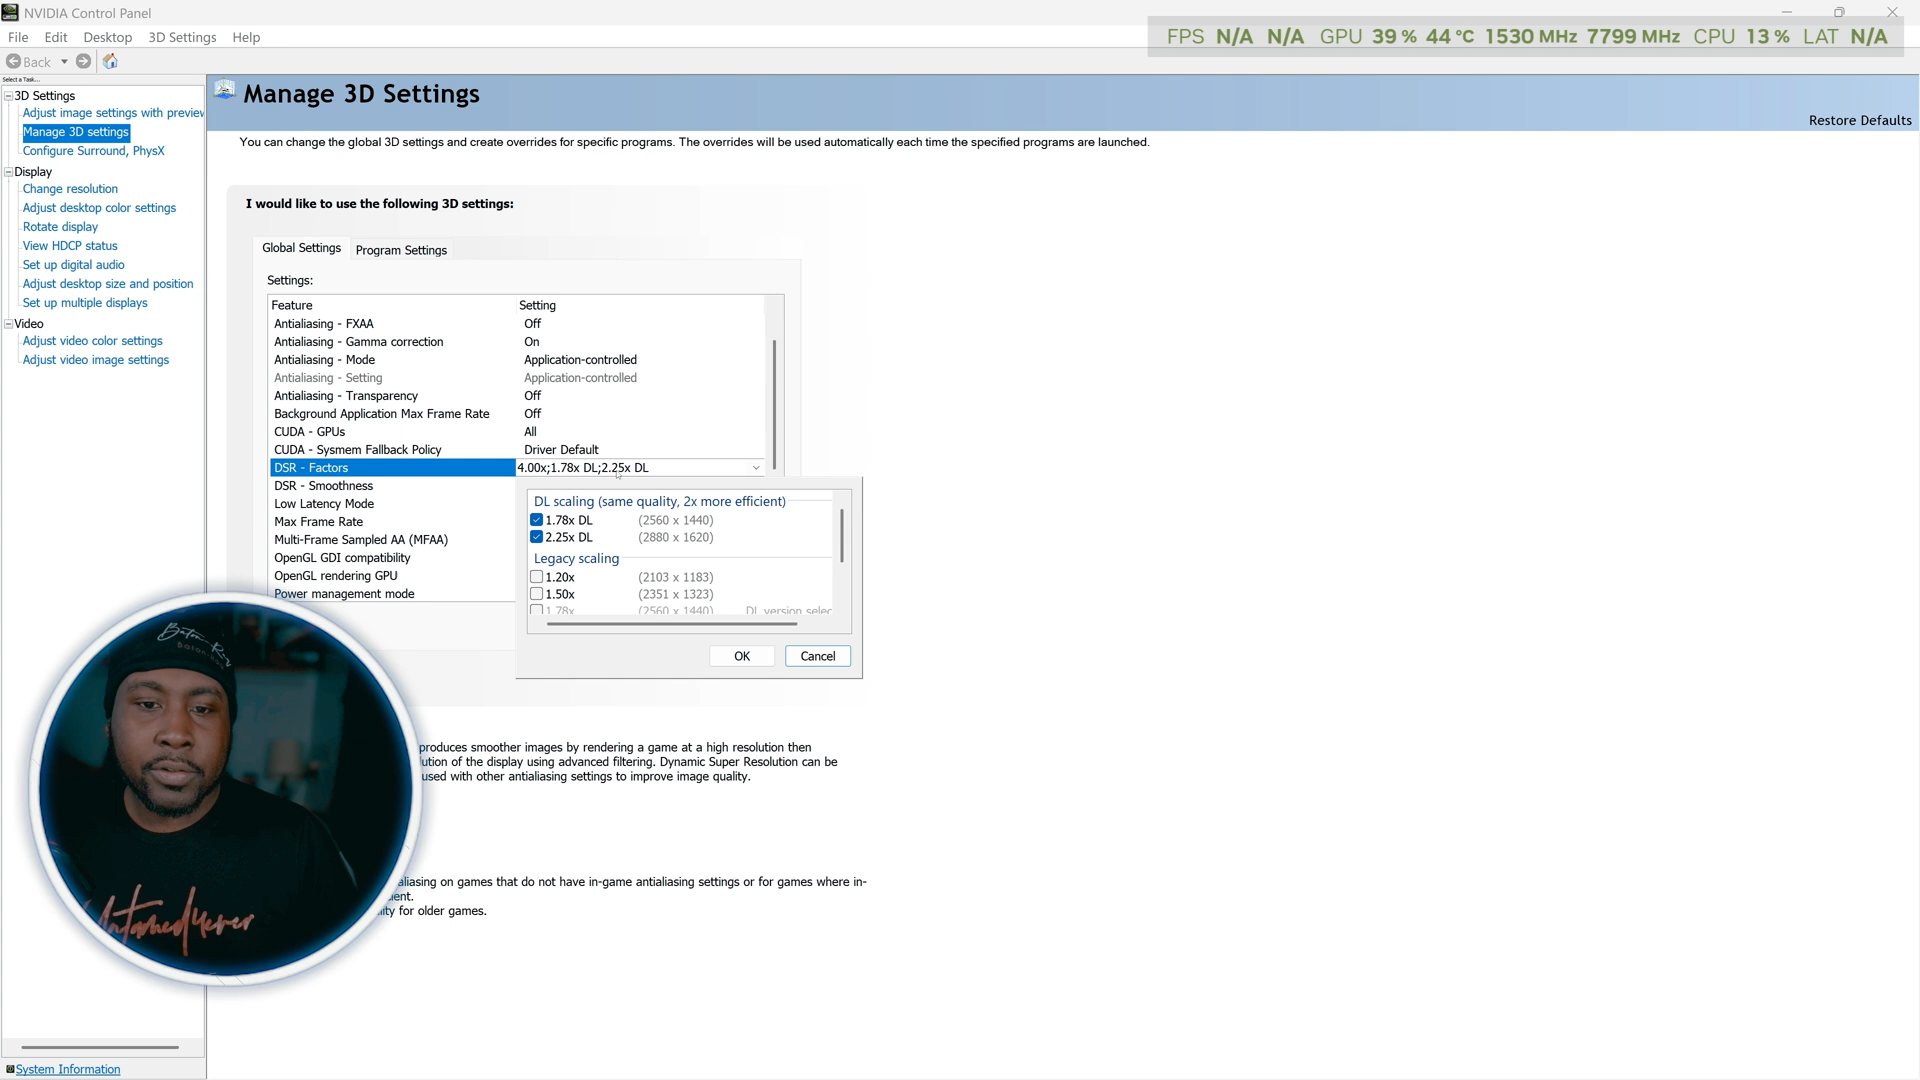 NVIDIA Control Panel
File Edit Desktop 3D Settings Help
FPS N/A N/A GPU 39 % 44 °C 1530 MHz 7799 MHz CPU 13 % LAT N/A
Back
Select a Task...
3D Settings
Adjust image settings with preview
Manage 3D settings
Configure Surround, PhysX
Display
Change resolution
Adjust desktop color settings
Rotate display
View HDCP status
Set up digital audio
Adjust desktop size and position
Set up multiple displays
Video
Adjust video color settings
Adjust video image settings
System Information
Manage 3D Settings
Restore Defaults
You can change the global 3D settings and create overrides for specific programs. The overrides will be used automatically each time the specified programs are launched.
I would like to use the following 3D settings:
Global Settings Program Settings
Settings:
Feature Setting
Antialiasing - FXAA Off
Antialiasing - Gamma correction On
Antialiasing - Mode Application-controlled
Antialiasing - Setting Application-controlled
Antialiasing - Transparency Off
Background Application Max Frame Rate Off
CUDA - GPUs All
CUDA - Sysmem Fallback Policy Driver Default
DSR - Factors 4.00x;1.78x DL;2.25x DL
DSR - Smoothness
Low Latency Mode
Max Frame Rate
Multi-Frame Sampled AA (MFAA)
OpenGL GDI compatibility
OpenGL rendering GPU
Power management mode
DL scaling (same quality, 2x more efficient)
1.78x DL (2560 x 1440)
2.25x DL (2880 x 1620)
Legacy scaling
1.20x (2103 x 1183)
1.50x (2351 x 1323)
1.78x (2560 x 1440) DL version selec
OK Cancel
produces smoother images by rendering a game at a high resolution then
ution of the display using advanced filtering. Dynamic Super Resolution can be
used with other antialiasing settings to improve image quality.
aliasing on games that do not have in-game antialiasing settings or for games where in-
ent.
ity for older games.